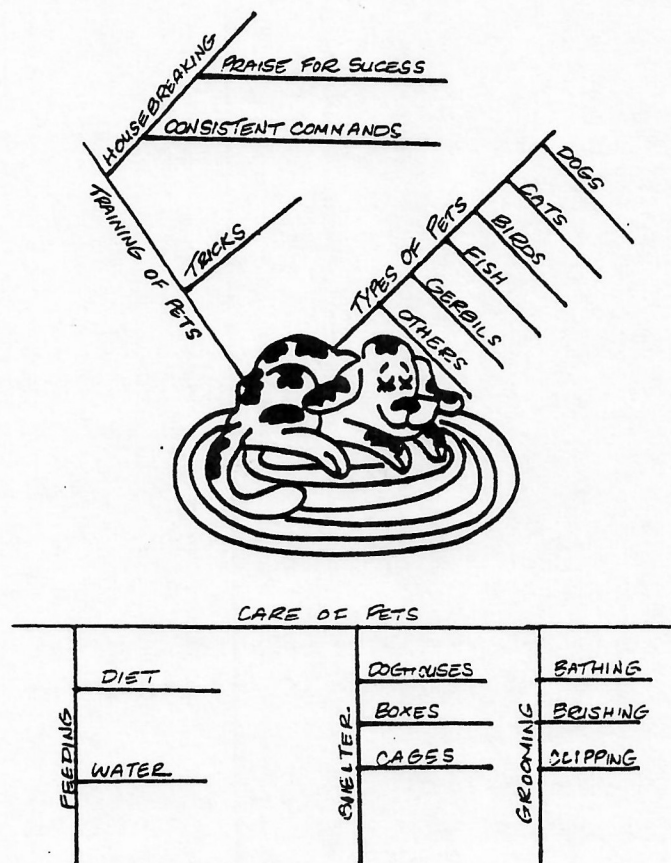 HOUSEBREAKING
PRAISE FOR SUCESS
CONSISTENT COMMANDS
TRAINING OF PETS
TRICKS
TYPES OF PETS
DOGS
CATS
BIRDS
FISH
GERBILS
OTHERS
CARE OF PETS
FEEDING
DIET
WATER
SHELTER
DOGHOUSES
BOXES
CAGES
GROOMING
BATHING
BRISHING
CLIPPING